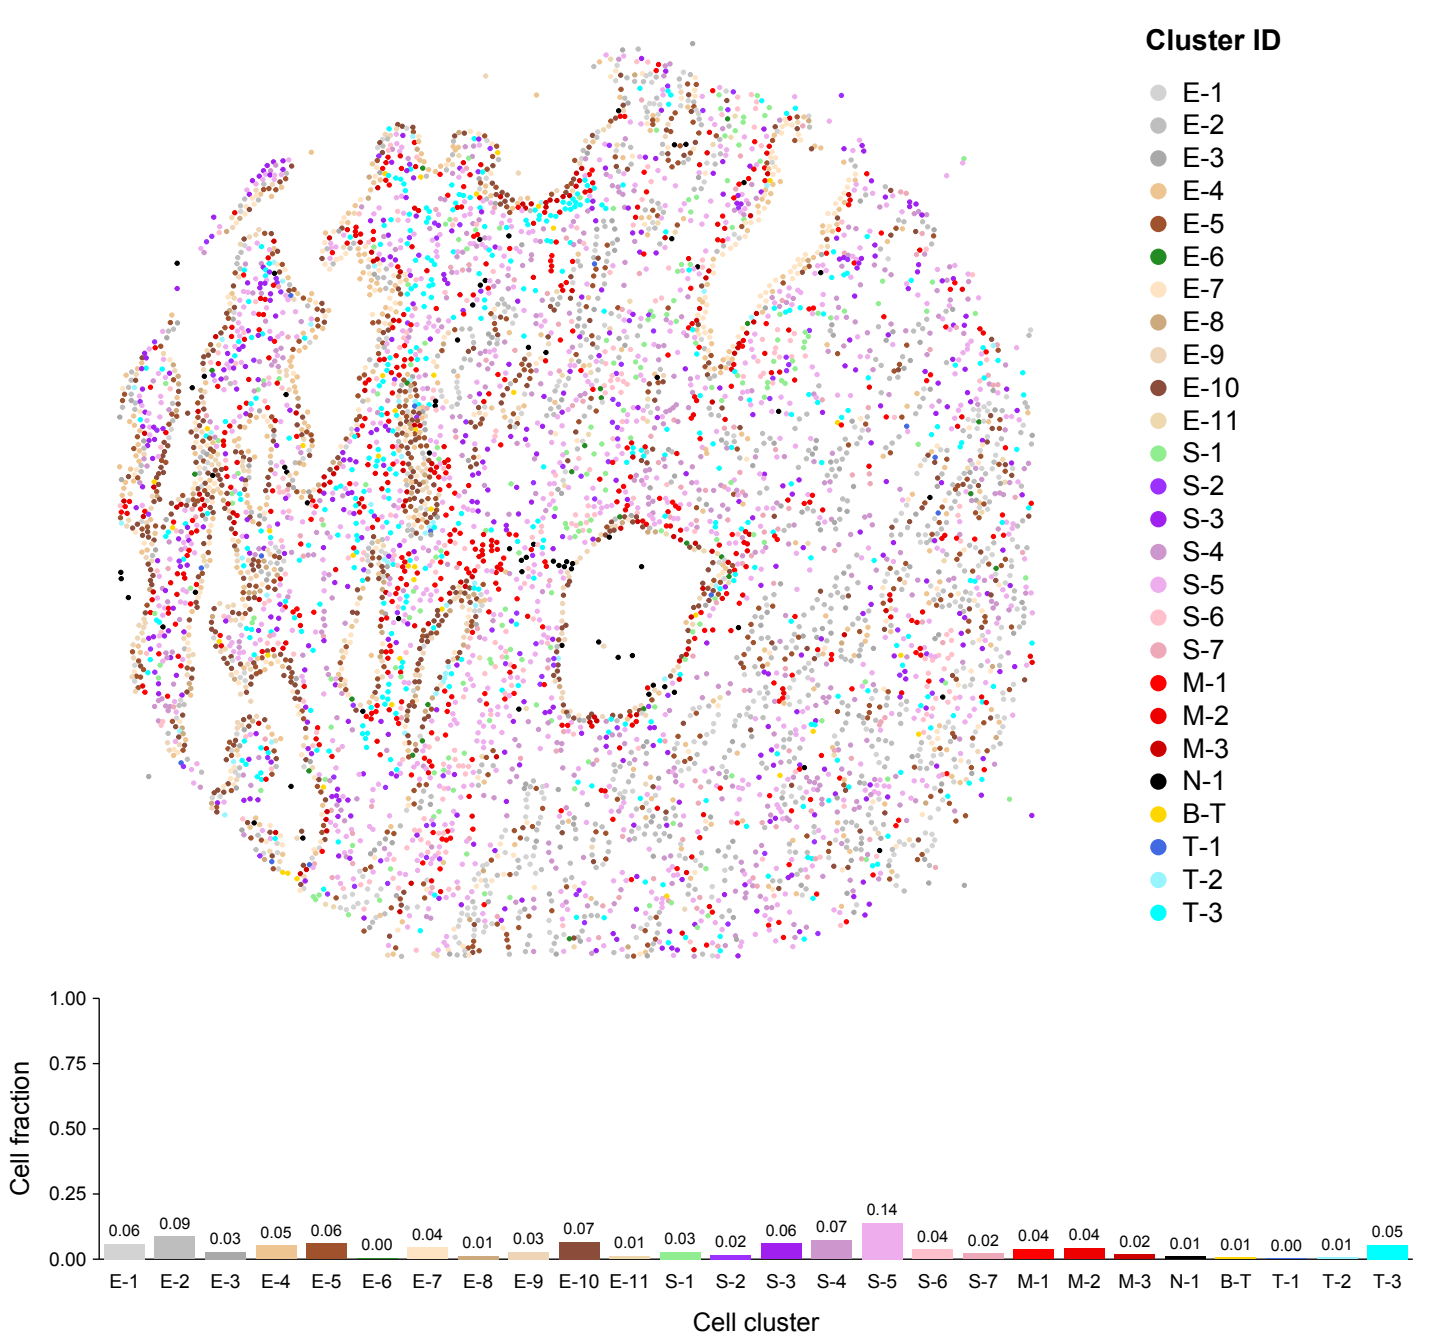 Cluster ID
E-1
E-2
E-3
E-4
E-5
E-6
E-7
E-8
E-9
E-10
E-11
S-1
S-2
S-3
S-4
S-5
S-6
S-7
M-1
M-2
M-3
N-1
B-T
T-1
T-2
T-3
1.00
0.75
0.50
0.25
0.00
Cell fraction
0.06 0.09 0.03 0.05 0.06 0.00 0.04 0.01 0.03 0.07 0.01 0.03 0.02 0.06 0.07 0.14 0.04 0.02 0.04 0.04 0.02 0.01 0.01 0.00 0.01 0.05
E-1 E-2 E-3 E-4 E-5 E-6 E-7 E-8 E-9 E-10 E-11 S-1 S-2 S-3 S-4 S-5 S-6 S-7 M-1 M-2 M-3 N-1 B-T T-1 T-2 T-3
Cell cluster